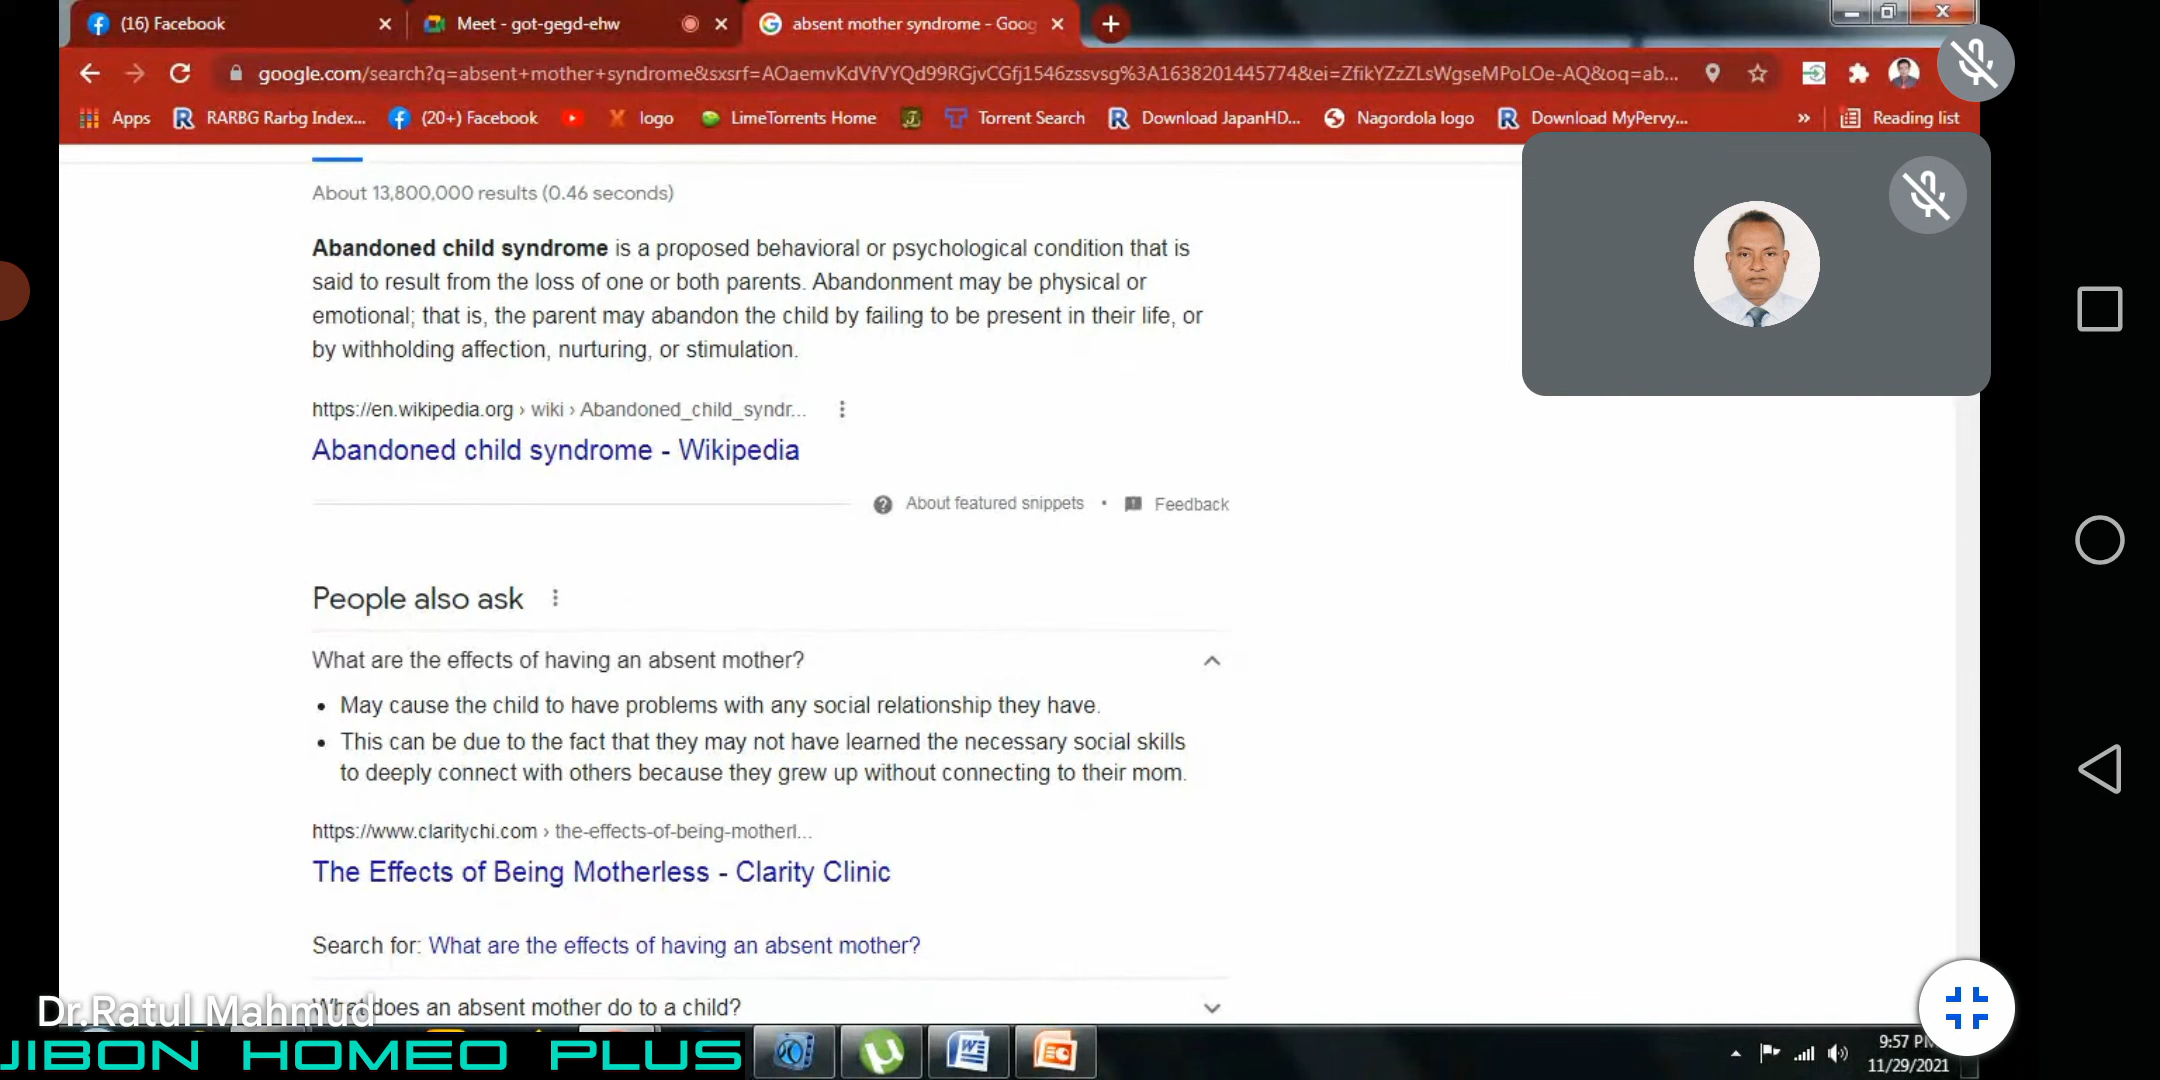 (16) Facebook
Meet - got-gegd-ehw
absent mother syndrome - Goog
google.com/search?q=absent+mother+syndrome&sxsrf=AOaemvKdVfVYQd99RGjvCGfj1546zssvsg%3A1638201445774&ei=ZfikYZzZLsWgseMPoLOe-AQ&oq=ab...
Apps RARBG Rarbg Index... (20+) Facebook logo LimeTorrents Home Torrent Search Download JapanHD... Nagordola logo Download MyPervy... » Reading list
About 13,800,000 results (0.46 seconds)
Abandoned child syndrome is a proposed behavioral or psychological condition that is
said to result from the loss of one or both parents. Abandonment may be physical or
emotional; that is, the parent may abandon the child by failing to be present in their life, or
by withholding affection, nurturing, or stimulation.
https://en.wikipedia.org › wiki › Abandoned_child_syndr...
Abandoned child syndrome - Wikipedia
About featured snippets • Feedback
People also ask
What are the effects of having an absent mother?
• May cause the child to have problems with any social relationship they have.
• This can be due to the fact that they may not have learned the necessary social skills
to deeply connect with others because they grew up without connecting to their mom.
https://www.claritychi.com › the-effects-of-being-motherl...
The Effects of Being Motherless - Clarity Clinic
Search for: What are the effects of having an absent mother?
What does an absent mother do to a child?
Dr.Ratul Mahmud
JIBON HOMEO PLUS
9:57 P
11/29/2021